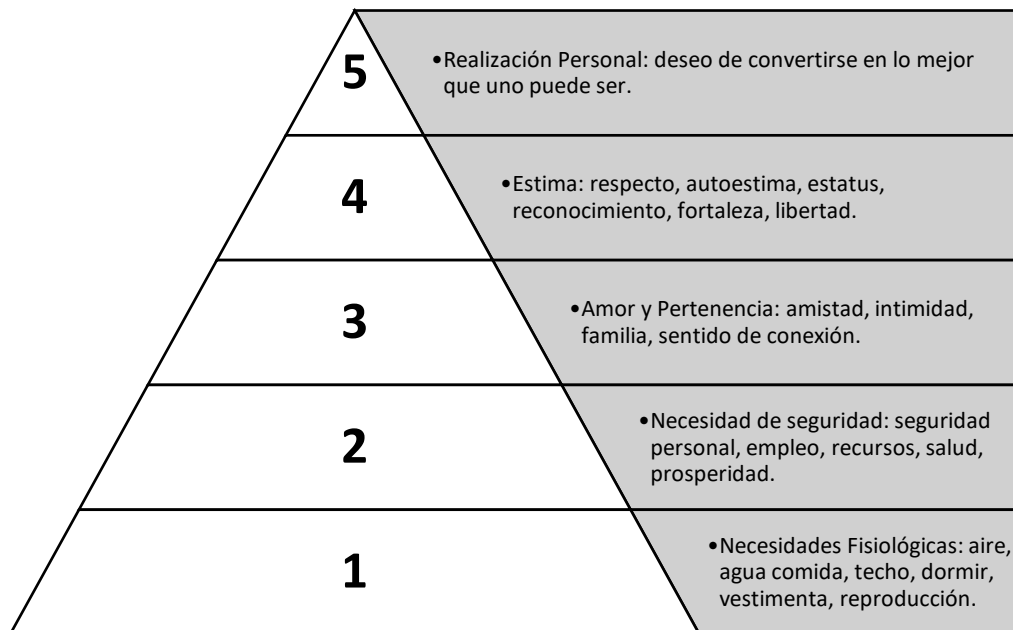 5
•Realización Personal: deseo de convertirse en lo mejor
que uno puede ser.
4
•Estima: respecto, autoestima, estatus,
reconocimiento, fortaleza, libertad.
3
•Amor y Pertenencia: amistad, intimidad,
familia, sentido de conexión.
2
•Necesidad de seguridad: seguridad
personal, empleo, recursos, salud,
prosperidad.
1
•Necesidades Fisiológicas: aire,
agua comida, techo, dormir,
vestimenta, reproducción.